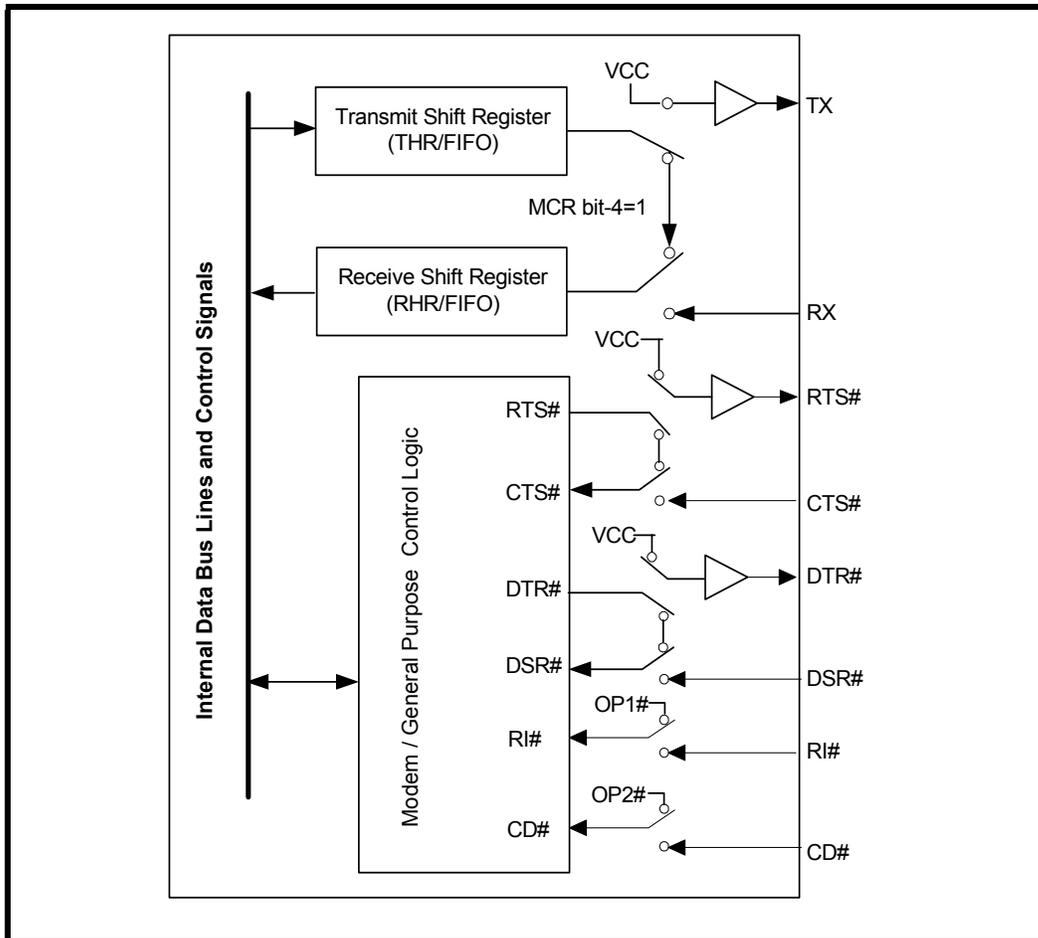 VCC
TX
Transmit Shift Register
(THR/FIFO)
MCR bit-4=1
Receive Shift Register
(RHR/FIFO)
RX
Internal Data Bus Lines and Control Signals
VCC
RTS#
Modem / General Purpose Control Logic
RTS#
CTS#
CTS#
VCC
DTR#
DTR#
DSR#
DSR#
OP1#
RI#
RI#
OP2#
CD#
CD#